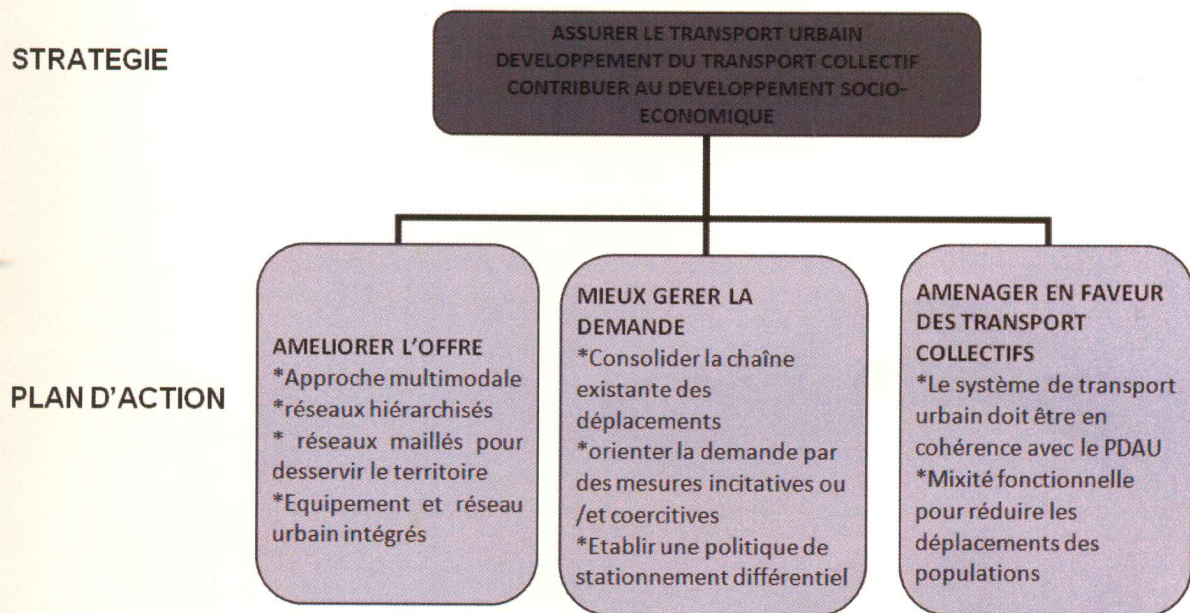 STRATEGIE
ASSURER LE TRANSPORT URBAIN
DEVELOPPEMENT DU TRANSPORT COLLECTIF
CONTRIBUER AU DEVELOPPEMENT SOCIO-
ECONOMIQUE
PLAN D'ACTION
AMELIORER L'OFFRE
*Approche multimodale
*réseaux hiérarchisés
* réseaux maillés pour
desservir le territoire
*Equipement et réseau
urbain intégrés
MIEUX GERER LA
DEMANDE
*Consolider la chaîne
existante des
déplacements
*orienter la demande par
des mesures incitatives ou
/et coercitives
*Etablir une politique de
stationnement différentiel
AMENAGER EN FAVEUR
DES TRANSPORT
COLLECTIFS
*Le système de transport
urbain doit être en
cohérence avec le PDAU
*Mixité fonctionnelle
pour réduire les
déplacements des
populations